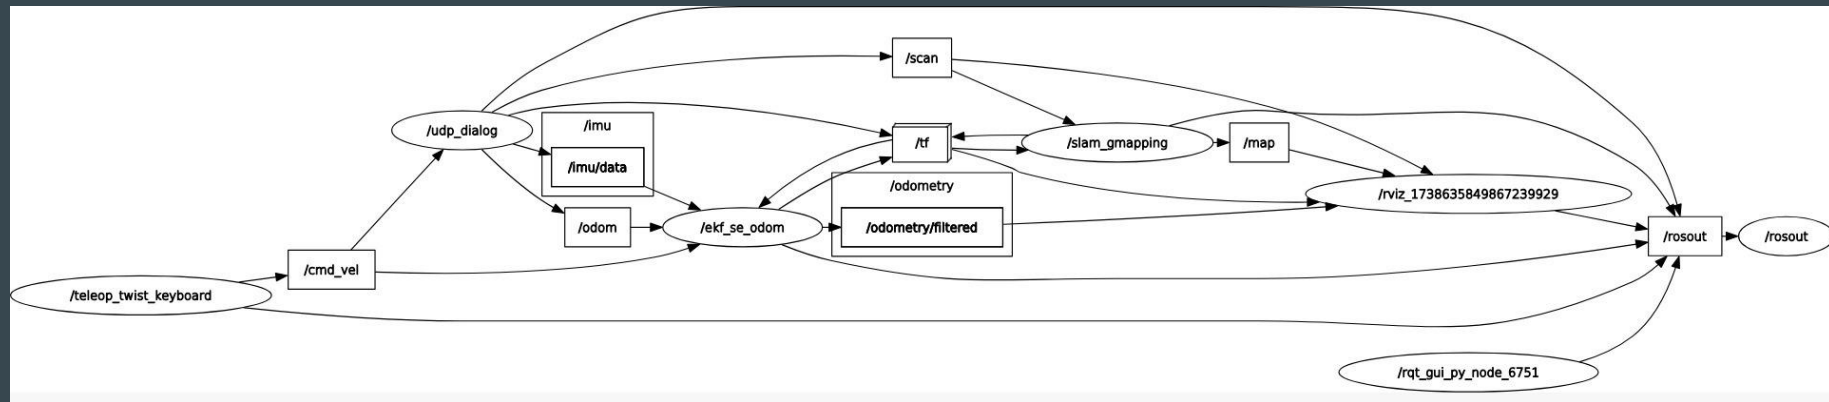 /scan
/udp_dialog
/imu
/imu/data
/tf
/slam_gmapping
/map
/odometry
/odometry/filtered
/rviz_1738635849867239929
/odom
/ekf_se_odom
/rosout
/rosout
/cmd_vel
/teleop_twist_keyboard
/rqt_gui_py_node_6751